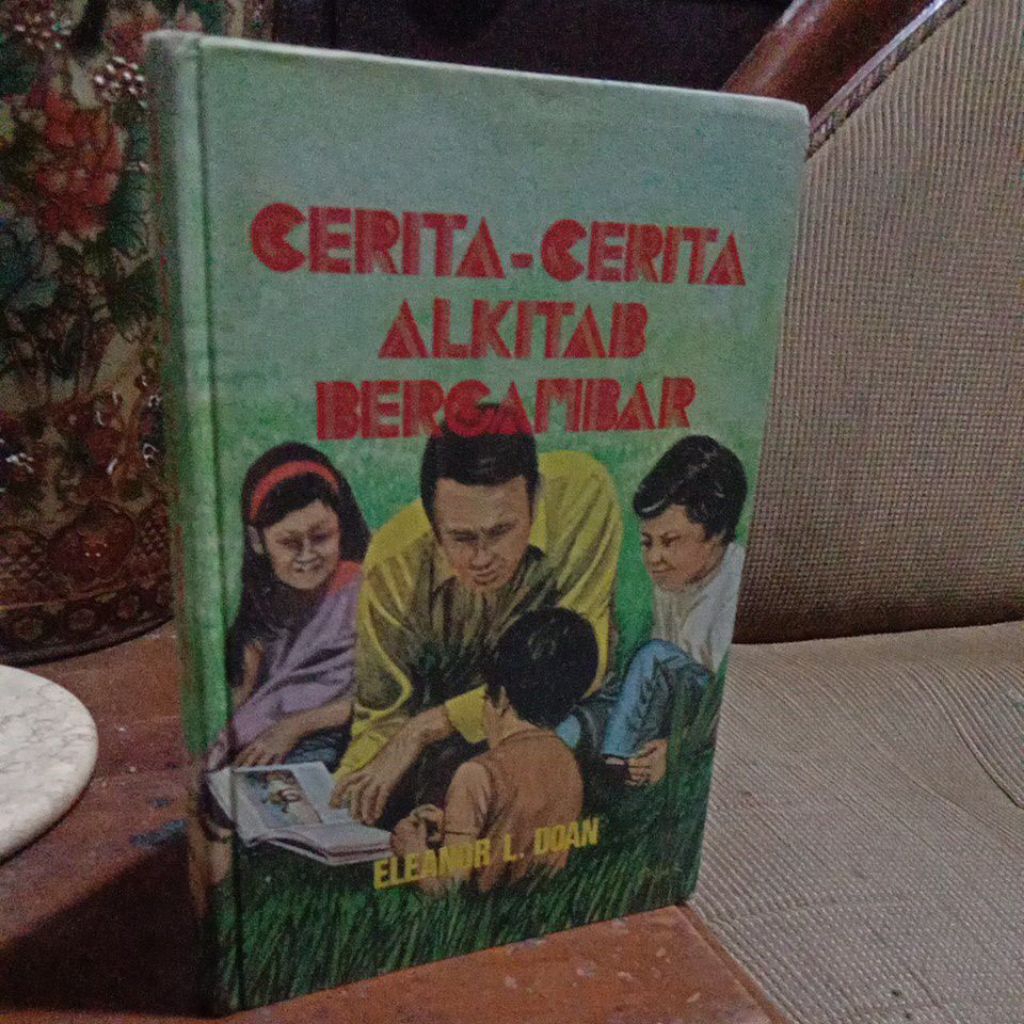 CERITA-CERITA
ALKITAB
BERGAMBAR
ELEANOR L. DOAN